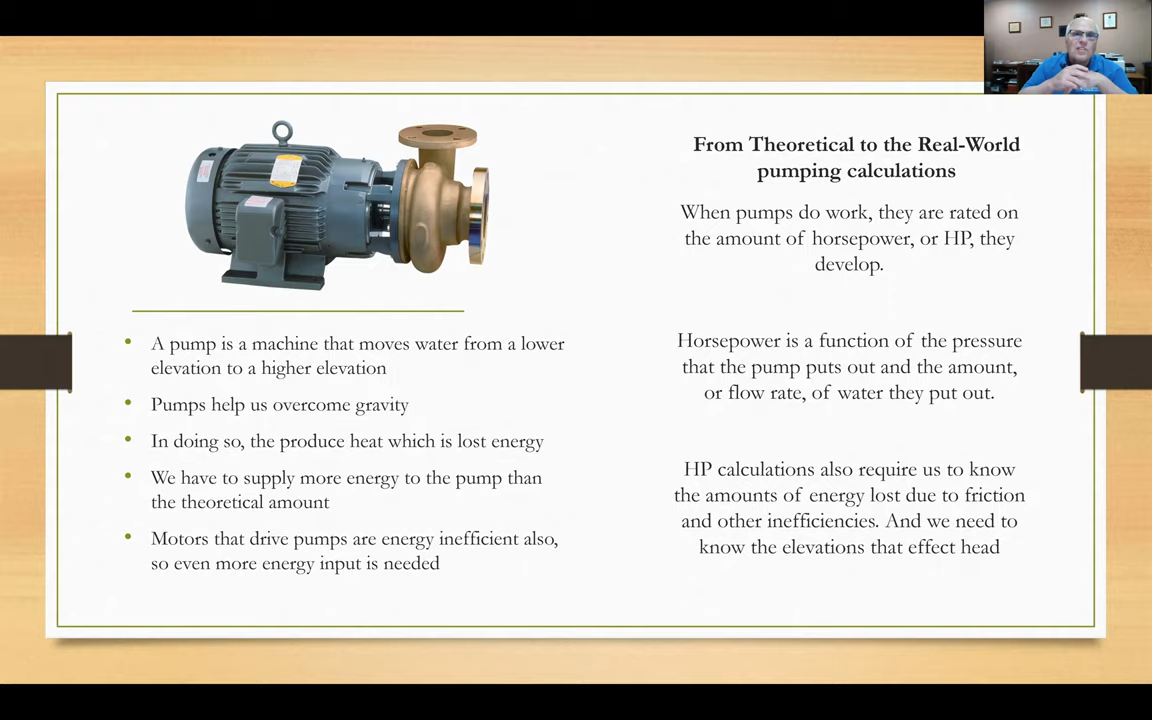 From Theoretical to the Real-World
pumping calculations
When pumps do work, they are rated on
the amount of horsepower, or HP, they
develop.
Horsepower is a function of the pressure
that the pump puts out and the amount,
or flow rate, of water they put out.
HP calculations also require us to know
the amounts of energy lost due to friction
and other inefficiencies. And we need to
know the elevations that effect head
• A pump is a machine that moves water from a lower
elevation to a higher elevation
• Pumps help us overcome gravity
• In doing so, the produce heat which is lost energy
• We have to supply more energy to the pump than
the theoretical amount
• Motors that drive pumps are energy inefficient also,
so even more energy input is needed